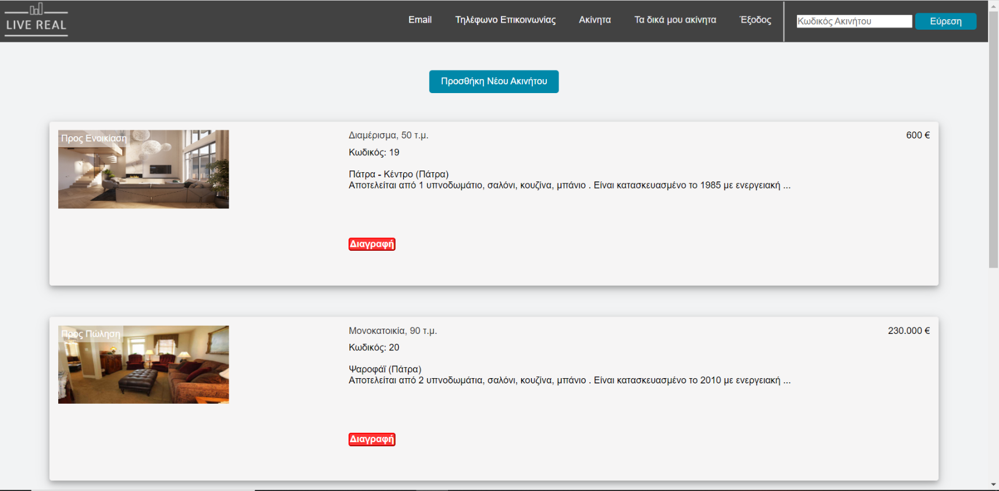 LIVE REAL
Email Τηλέφωνο Επικοινωνίας Ακίνητα Τα δικά μου ακίνητα Έξοδος
Κωδικός Ακινήτου Εύρεση
Προσθήκη Νέου Ακινήτου
Προς Ενοικίαση
Διαμέρισμα, 50 τ.μ.
600 €
Κωδικός: 19
Πάτρα - Κέντρο (Πάτρα)
Αποτελείται από 1 υπνοδωμάτιο, σαλόνι, κουζίνα, μπάνιο . Είναι κατασκευασμένο το 1985 με ενεργειακή ...
Διαγραφή
Προς Πώληση
Μονοκατοικία, 90 τ.μ.
230.000 €
Κωδικός: 20
Ψαροφάϊ (Πάτρα)
Αποτελείται από 2 υπνοδωμάτια, σαλόνι, κουζίνα, μπάνιο . Είναι κατασκευασμένο το 2010 με ενεργειακή ...
Διαγραφή